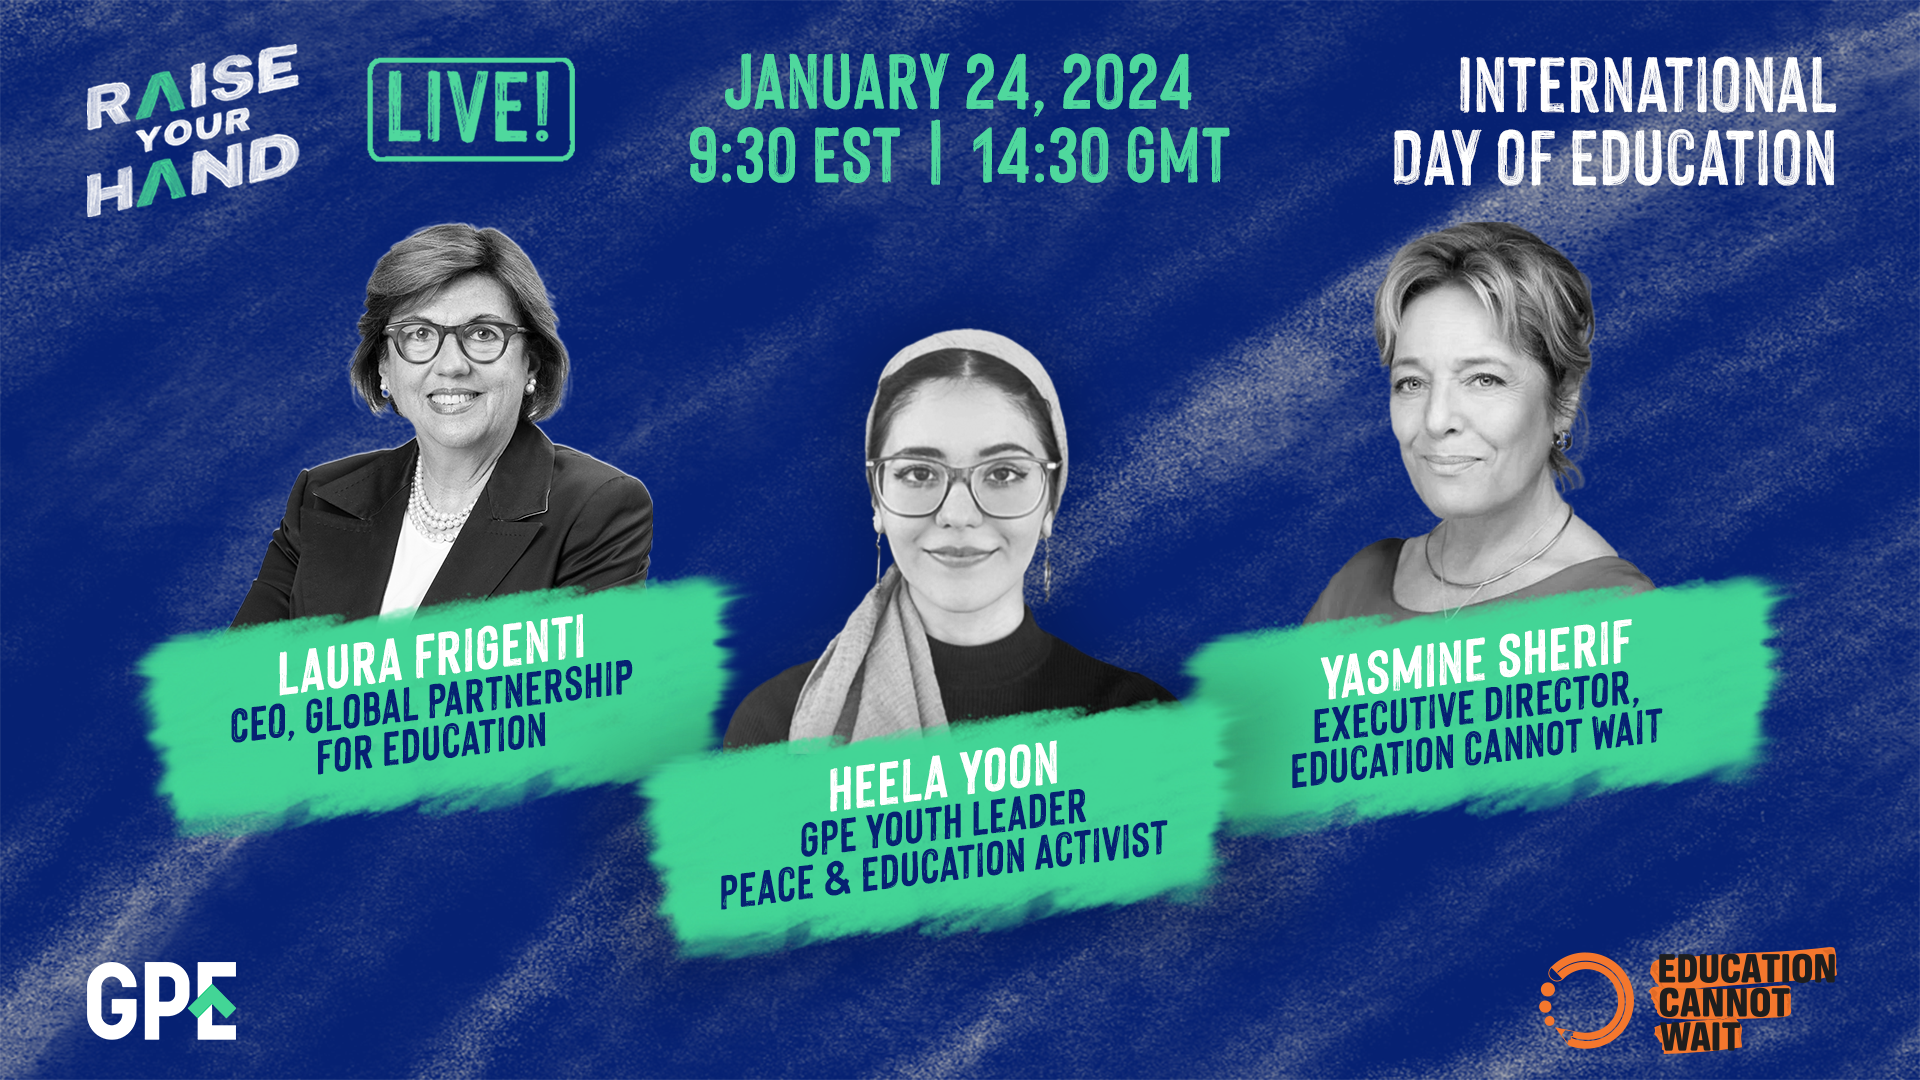 RAISE
YOUR
HAND
LIVE!
JANUARY 24, 2024
9:30 EST | 14:30 GMT
INTERNATIONAL
DAY OF EDUCATION
LAURA FRIGENTI
CEO, GLOBAL PARTNERSHIP
FOR EDUCATION
HEELA YOON
GPE YOUTH LEADER
PEACE & EDUCATION ACTIVIST
YASMINE SHERIF
EXECUTIVE DIRECTOR,
EDUCATION CANNOT WAIT
GPE
EDUCATION
CANNOT
WAIT